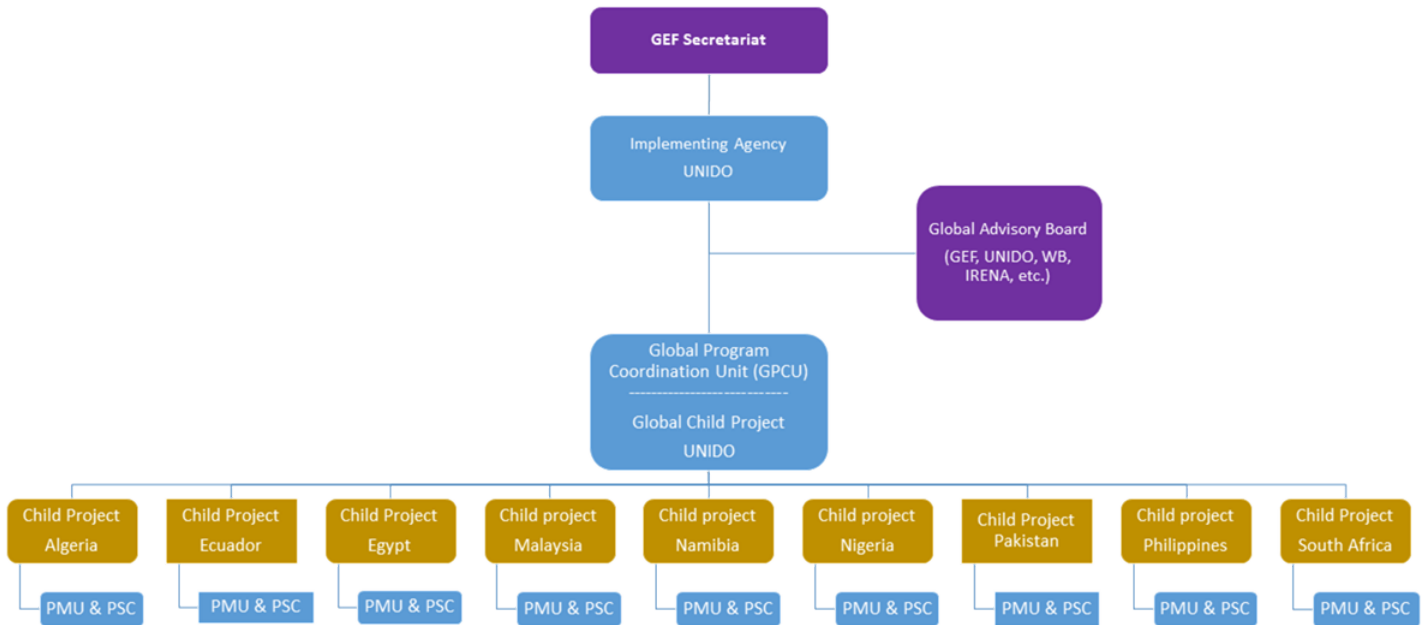 GEF Secretariat
Implementing Agency
UNIDO
Global Advisory Board
(GEF, UNIDO, WB,
IRENA, etc.)
Global Program
Coordination Unit (GPCU)
----------------------------
Global Child Project
UNIDO
Child Project
Algeria
Child Project
Ecuador
Child Project
Egypt
Child project
Malaysia
Child project
Namibia
Child project
Nigeria
Child Project
Pakistan
Child project
Philippines
Child Project
South Africa
PMU & PSC
PMU & PSC
PMU & PSC
PMU & PSC
PMU & PSC
PMU & PSC
PMU & PSC
PMU & PSC
PMU & PSC